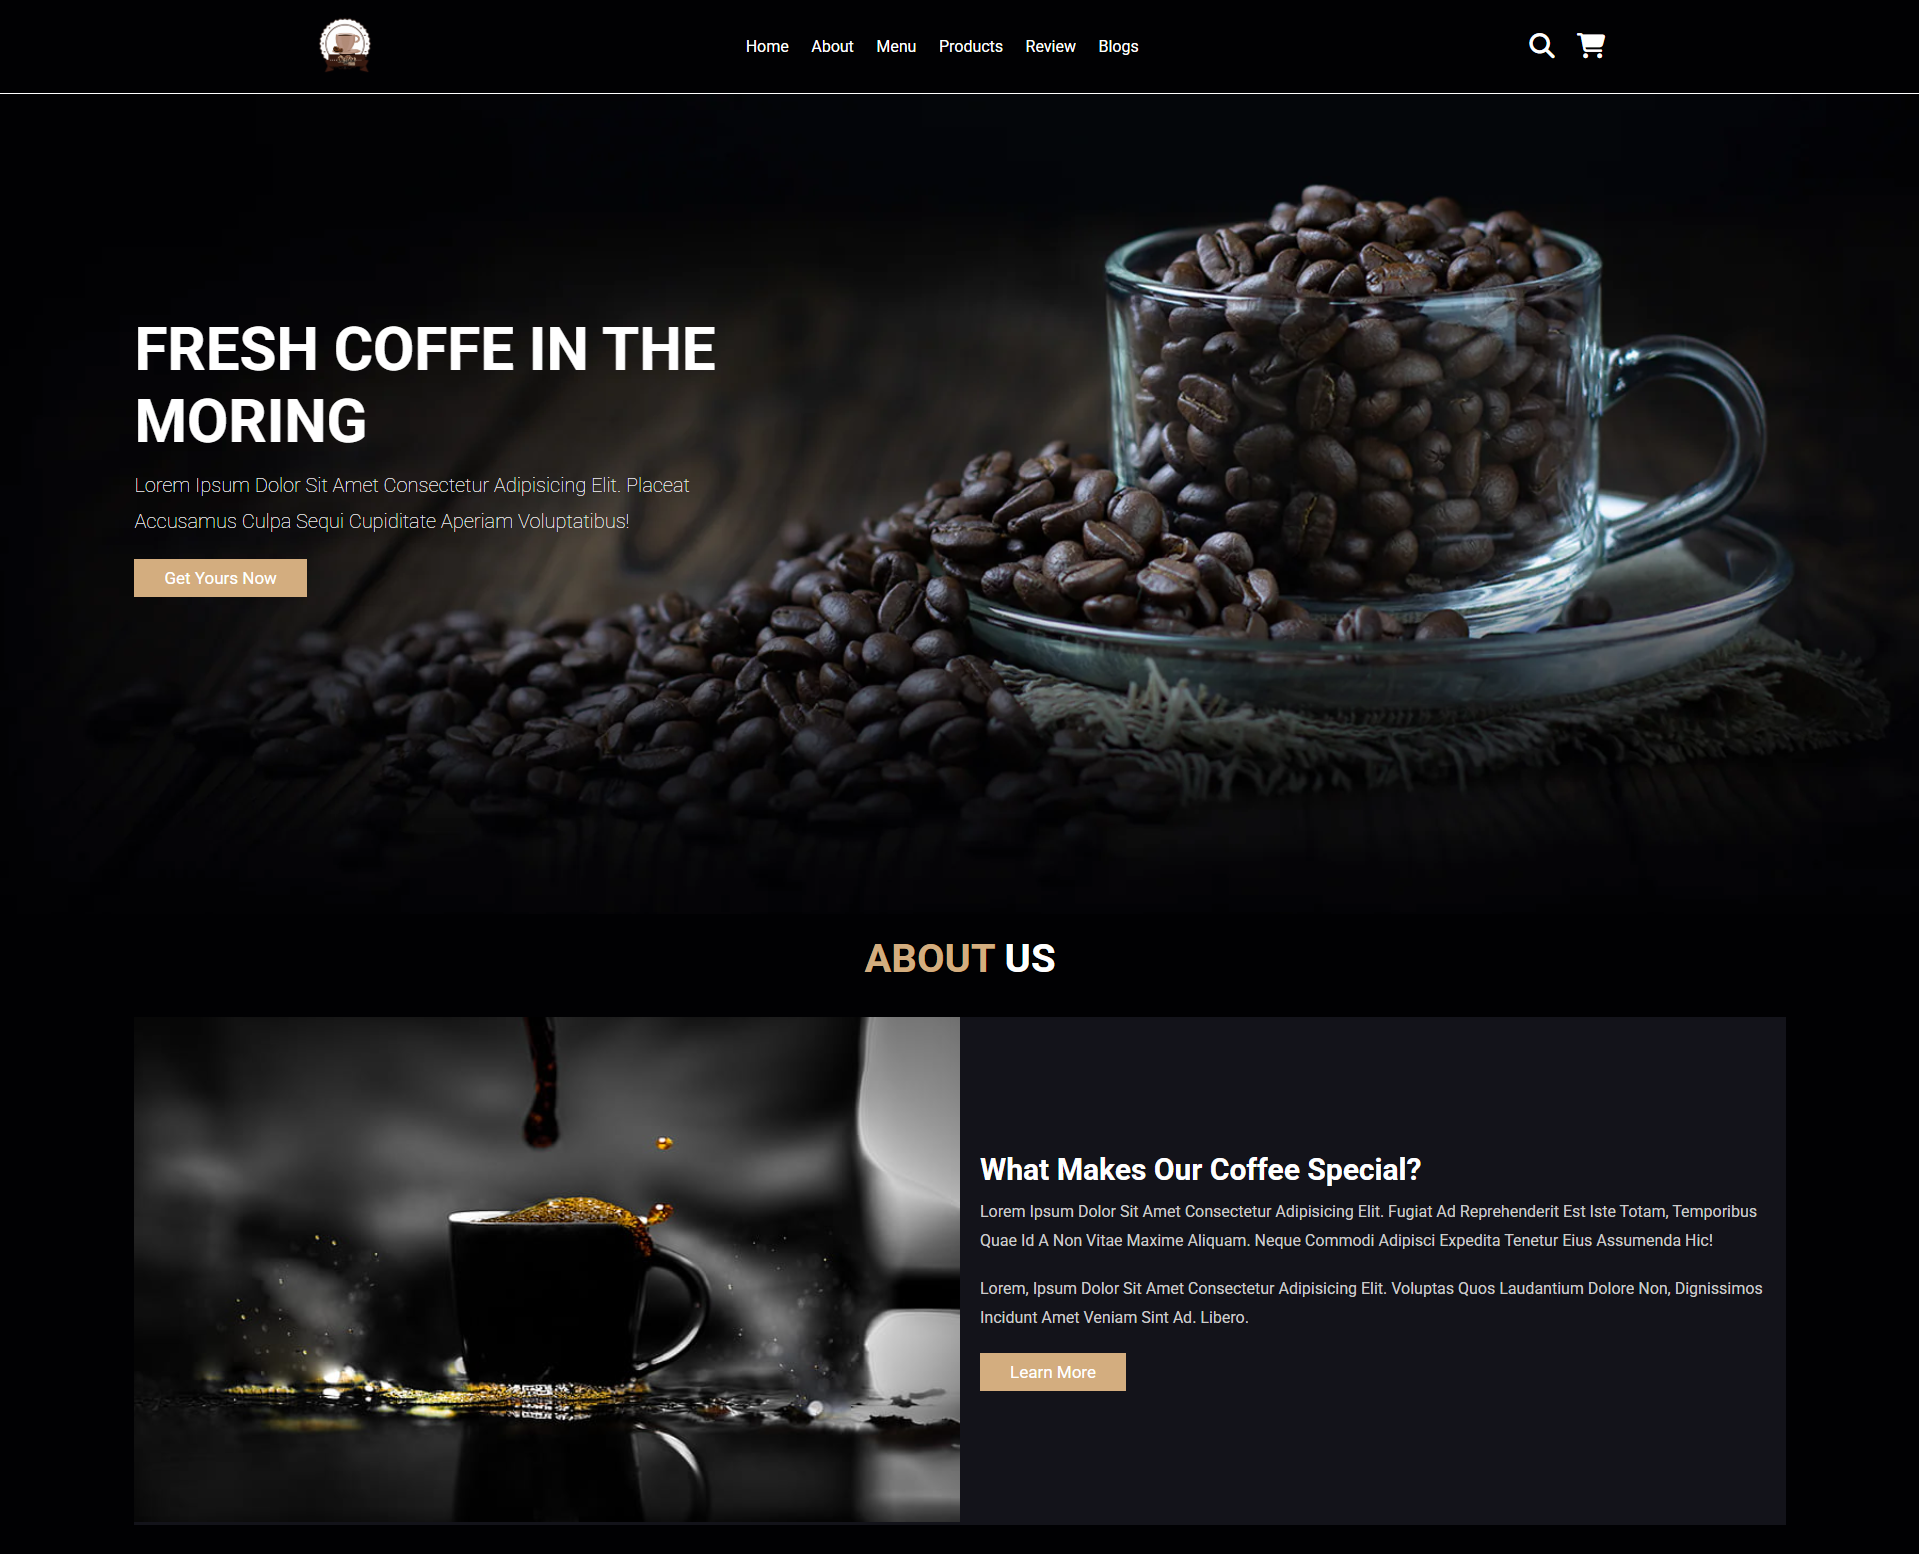 Home About Menu Products Review Blogs
FRESH COFFE IN THE
MORING
Lorem Ipsum Dolor Sit Amet Consectetur Adipisicing Elit. Placeat
Accusamus Culpa Sequi Cupiditate Aperiam Voluptatibus!
Get Yours Now
ABOUT US
What Makes Our Coffee Special?
Lorem Ipsum Dolor Sit Amet Consectetur Adipisicing Elit. Fugiat Ad Reprehenderit Est Iste Totam, Temporibus
Quae Id A Non Vitae Maxime Aliquam. Neque Commodi Adipisci Expedita Tenetur Eius Assumenda Hic!
Lorem, Ipsum Dolor Sit Amet Consectetur Adipisicing Elit. Voluptas Quos Laudantium Dolore Non, Dignissimos
Incidunt Amet Veniam Sint Ad. Libero.
Learn More